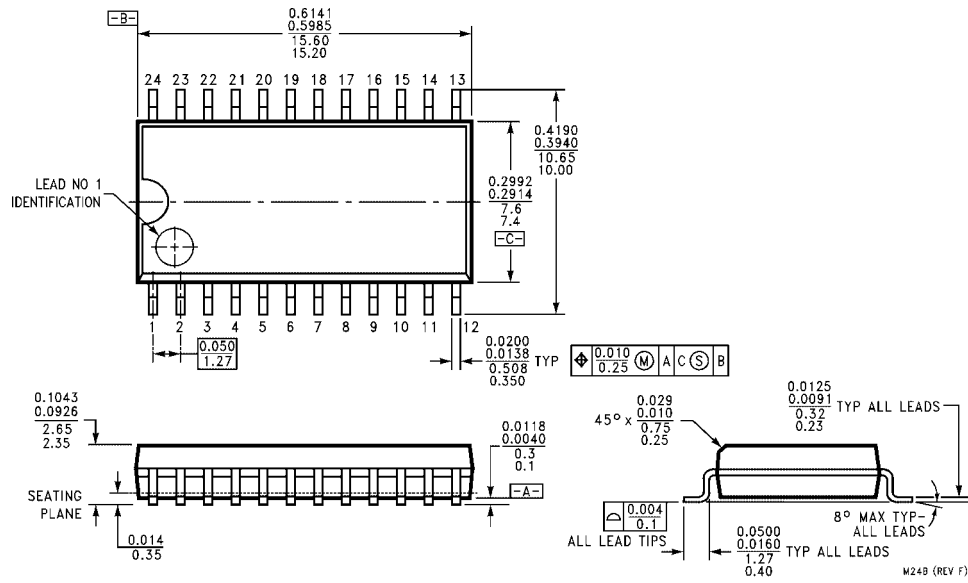 -B-
0.6141
0.5985
15.60
15.20
24 23 22 21 20 19 18 17 16 15 14 13
LEAD NO 1
IDENTIFICATION
0.4190
0.3940
10.65
10.00
0.2992
0.2914
7.6
7.4
-C-
1 2 3 4 5 6 7 8 9 10 11 12
0.050
1.27
0.0200
0.0138 TYP
0.508
0.350
⌖ 0.010 Ⓜ A C Ⓢ B
0.25
0.1043
0.0926
2.65
2.35
0.0118
0.0040
0.3
0.1
-A-
SEATING
PLANE
0.014
0.35
45° x 0.029
0.010
0.75
0.25
0.0125
0.0091 TYP ALL LEADS
0.32
0.23
⌓ 0.004
0.1
ALL LEAD TIPS
0.0500
0.0160 TYP ALL LEADS
1.27
0.40
8° MAX TYP-
ALL LEADS
M24B (REV F)